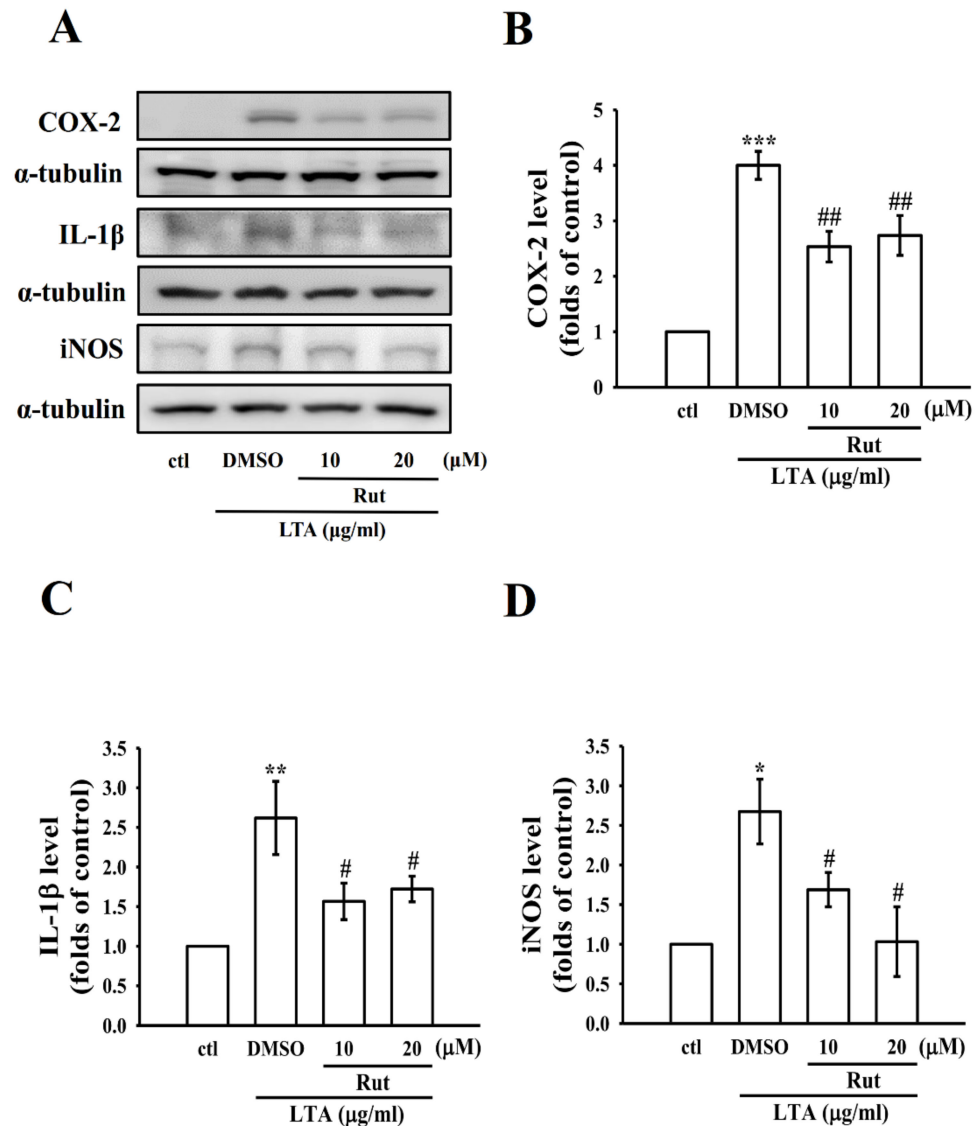 A
COX-2
α-tubulin
IL-1β
α-tubulin
iNOS
α-tubulin
ctl DMSO 10 20 (μM)
Rut
LTA (μg/ml)
B
COX-2 level
(folds of control)
5
4
3
2
1
0
***
##
##
ctl DMSO 10 20 (μM)
Rut
LTA (μg/ml)
C
IL-1β level
(folds of control)
3.5
3.0
2.5
2.0
1.5
1.0
0.5
0.0
**
#
#
ctl DMSO 10 20 (μM)
Rut
LTA (μg/ml)
D
iNOS level
(folds of control)
3.5
3.0
2.5
2.0
1.5
1.0
0.5
0.0
*
#
#
ctl DMSO 10 20 (μM)
Rut
LTA (μg/ml)